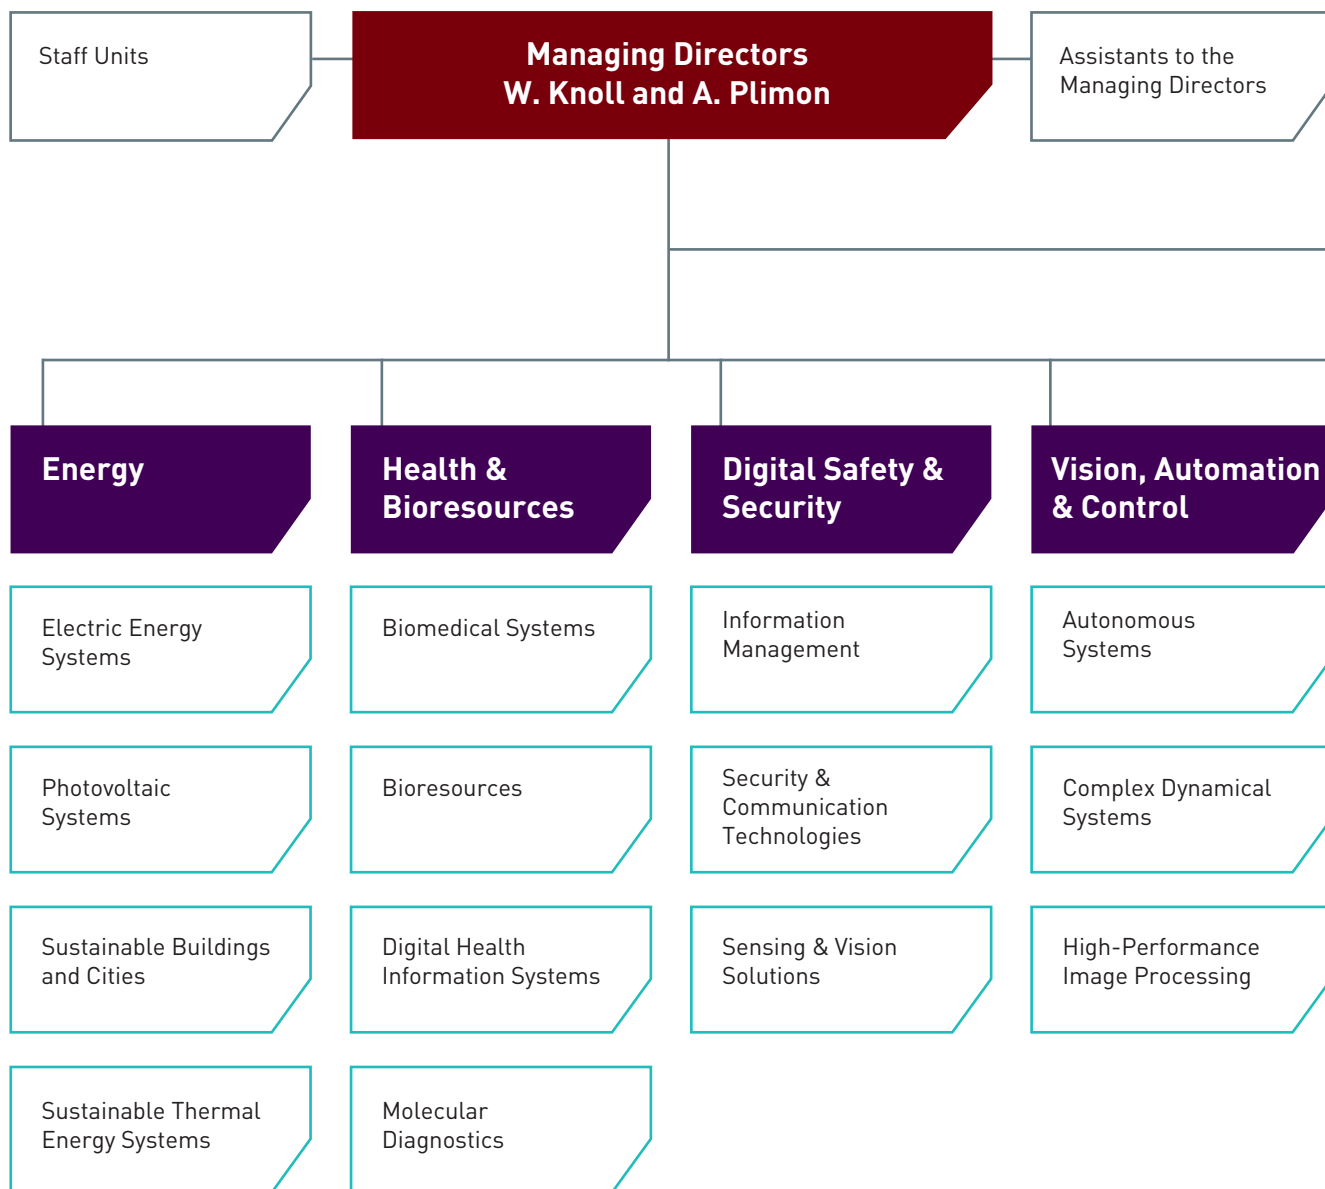 Staff Units
Managing Directors
W. Knoll and A. Plimon
Assistants to the
Managing Directors
Energy
Health &
Bioresources
Digital Safety &
Security
Vision, Automation
& Control
Electric Energy
Systems
Biomedical Systems
Information
Management
Autonomous
Systems
Photovoltaic
Systems
Bioresources
Security &
Communication
Technologies
Complex Dynamical
Systems
Sustainable Buildings
and Cities
Digital Health
Information Systems
Sensing & Vision
Solutions
High-Performance
Image Processing
Sustainable Thermal
Energy Systems
Molecular
Diagnostics